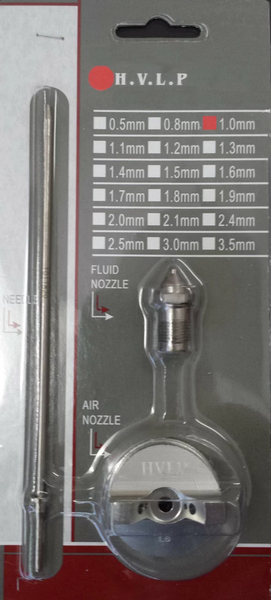 H.V.L.P
0.5mm 0.8mm 1.0mm
1.1mm 1.2mm 1.3mm
1.4mm 1.5mm 1.6mm
1.7mm 1.8mm 1.9mm
2.0mm 2.1mm 2.4mm
2.5mm 3.0mm 3.5mm
FLUID
NOZZLE
NEEDLE
AIR
NOZZLE
HVLP